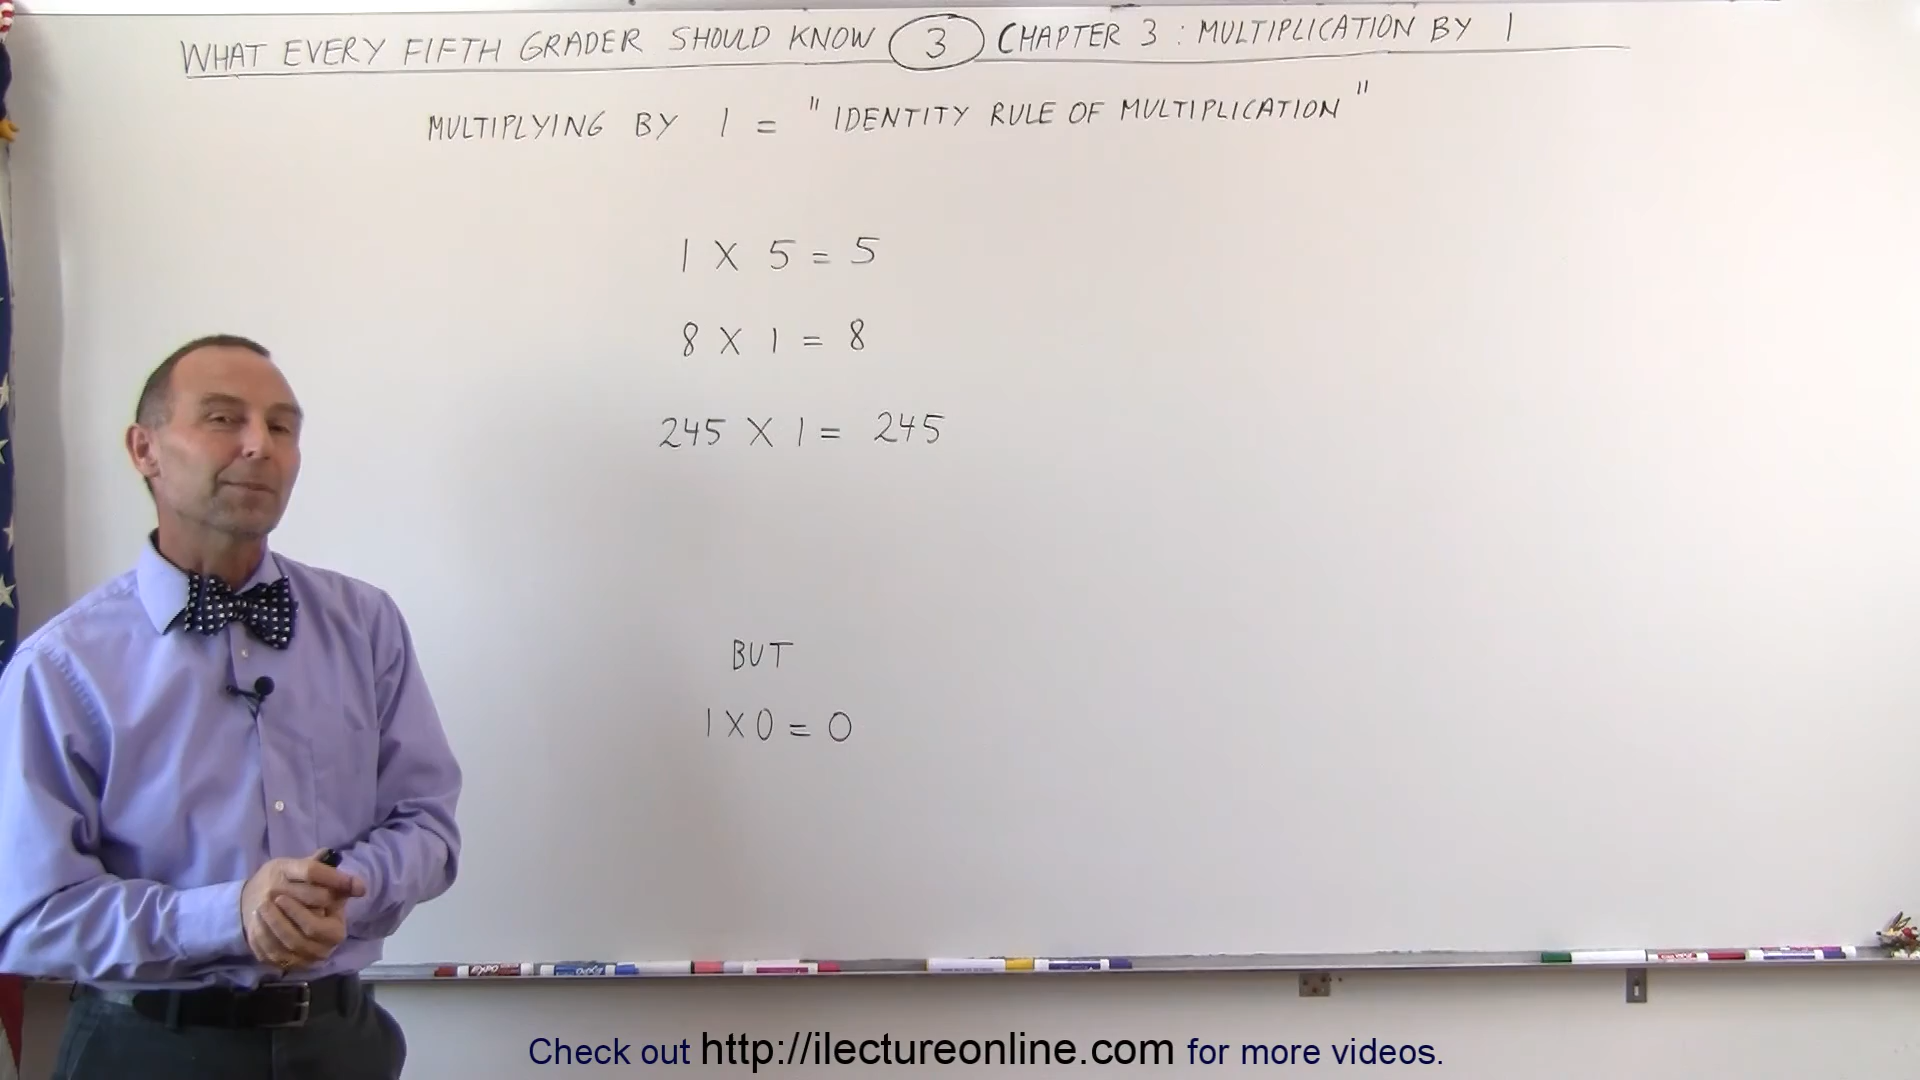 WHAT EVERY FIFTH GRADER SHOULD KNOW 3 CHAPTER 3 : MULTIPLICATION BY 1
MULTIPLYING BY 1 = "IDENTITY RULE OF MULTIPLICATION"
1 X 5 = 5
8 X 1 = 8
245 X 1 = 245
BUT
1 X 0 = 0
EXPO
EXPO
Check out http://ilectureonline.com for more videos.